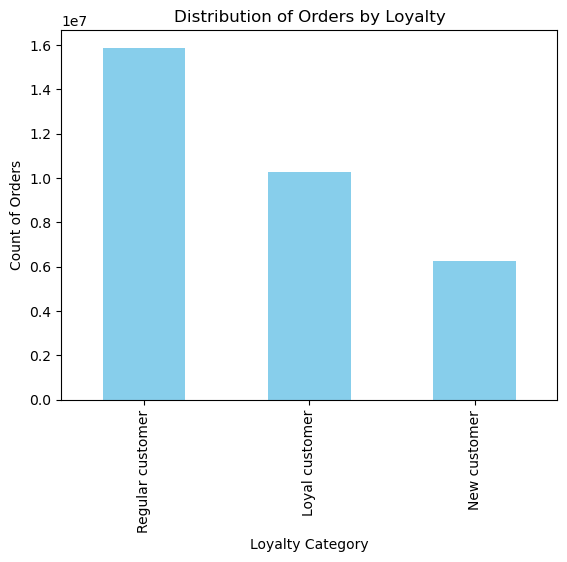 Distribution of Orders by Loyalty
1e7
1.6
1.4
1.2
1.0
0.8
0.6
0.4
0.2
0.0
Count of Orders
Regular customer
Loyal customer
New customer
Loyalty Category